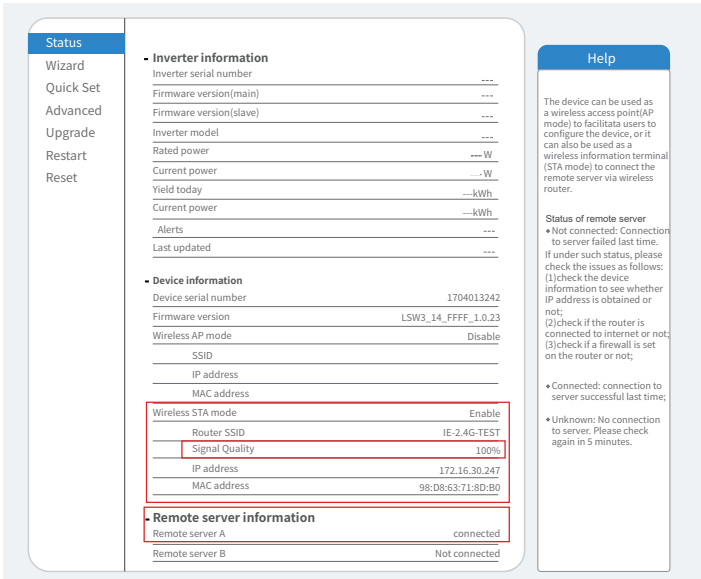 Status
Wizard
Quick Set
Advanced
Upgrade
Restart
Reset
- Inverter information
Inverter serial number ---
Firmware version(main) ---
Firmware version(slave) ---
Inverter model ---
Rated power --- W
Current power --- W
Yield today ---kWh
Current power ---kWh
Alerts ---
Last updated ---
- Device information
Device serial number 1704013242
Firmware version LSW3_14_FFFF_1.0.23
Wireless AP mode Disable
SSID
IP address
MAC address
Wireless STA mode Enable
Router SSID IE-2.4G-TEST
Signal Quality 100%
IP address 172.16.30.247
MAC address 98:D8:63:71:8D:B0
- Remote server information
Remote server A connected
Remote server B Not connected
Help
The device can be used as
a wireless access point(AP
mode) to facilitata users to
configure the device, or it
can also be used as a
wireless information terminal
(STA mode) to connect the
remote server via wireless
router.
Status of remote server
◆Not connected: Connection
to server failed last time.
If under such status, please
check the issues as follows:
(1)check the device
information to see whether
IP address is obtained or
not;
(2)check if the router is
connected to internet or not;
(3)check if a firewall is set
on the router or not;
◆Connected: connection to
server successful last time;
◆Unknown: No connection
to server. Please check
again in 5 minutes.